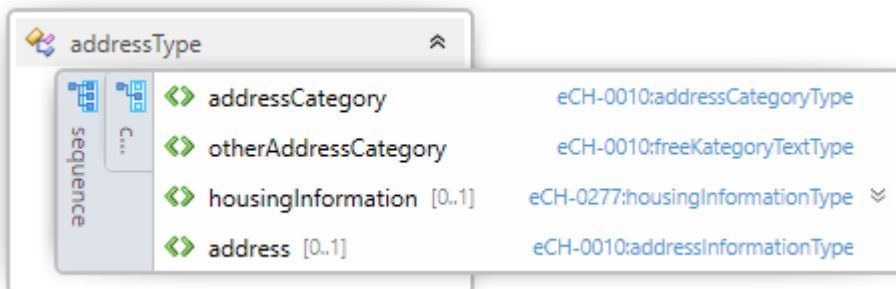 addressType
sequence
c...
addressCategory eCH-0010:addressCategoryType
otherAddressCategory eCH-0010:freeKategoryTextType
housingInformation [0..1] eCH-0277:housingInformationType
address [0..1] eCH-0010:addressInformationType